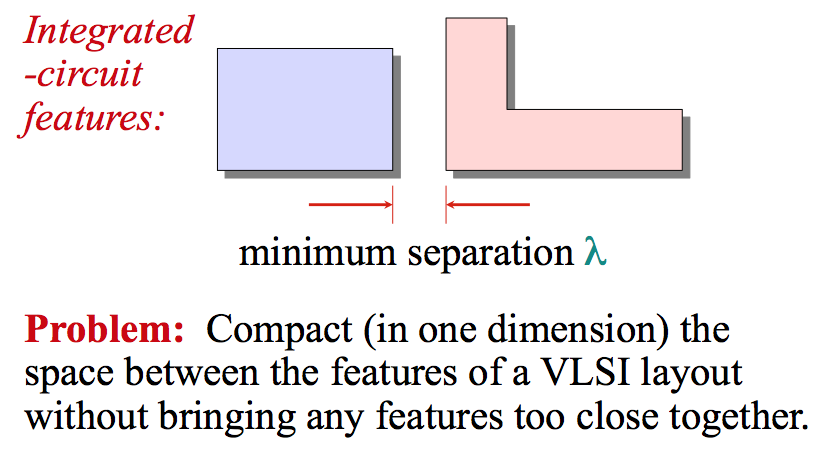 Integrated
-circuit
features:
minimum separation λ
Problem: Compact (in one dimension) the
space between the features of a VLSI layout
without bringing any features too close together.